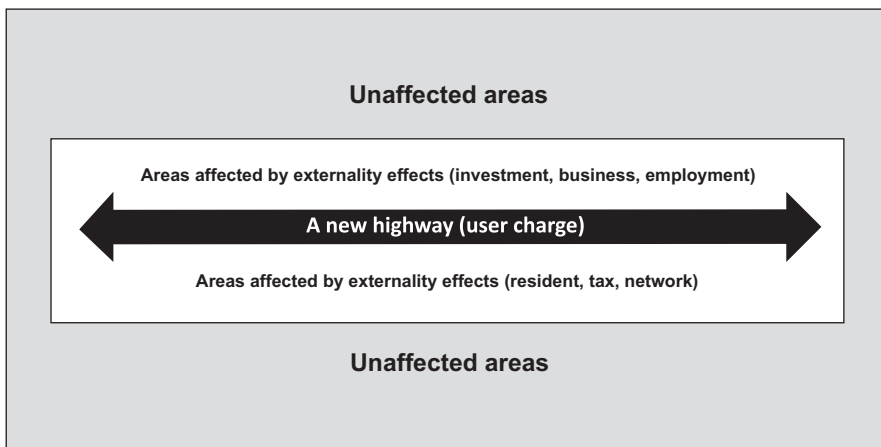 Unaffected areas
Areas affected by externality effects (investment, business, employment)
A new highway (user charge)
Areas affected by externality effects (resident, tax, network)
Unaffected areas